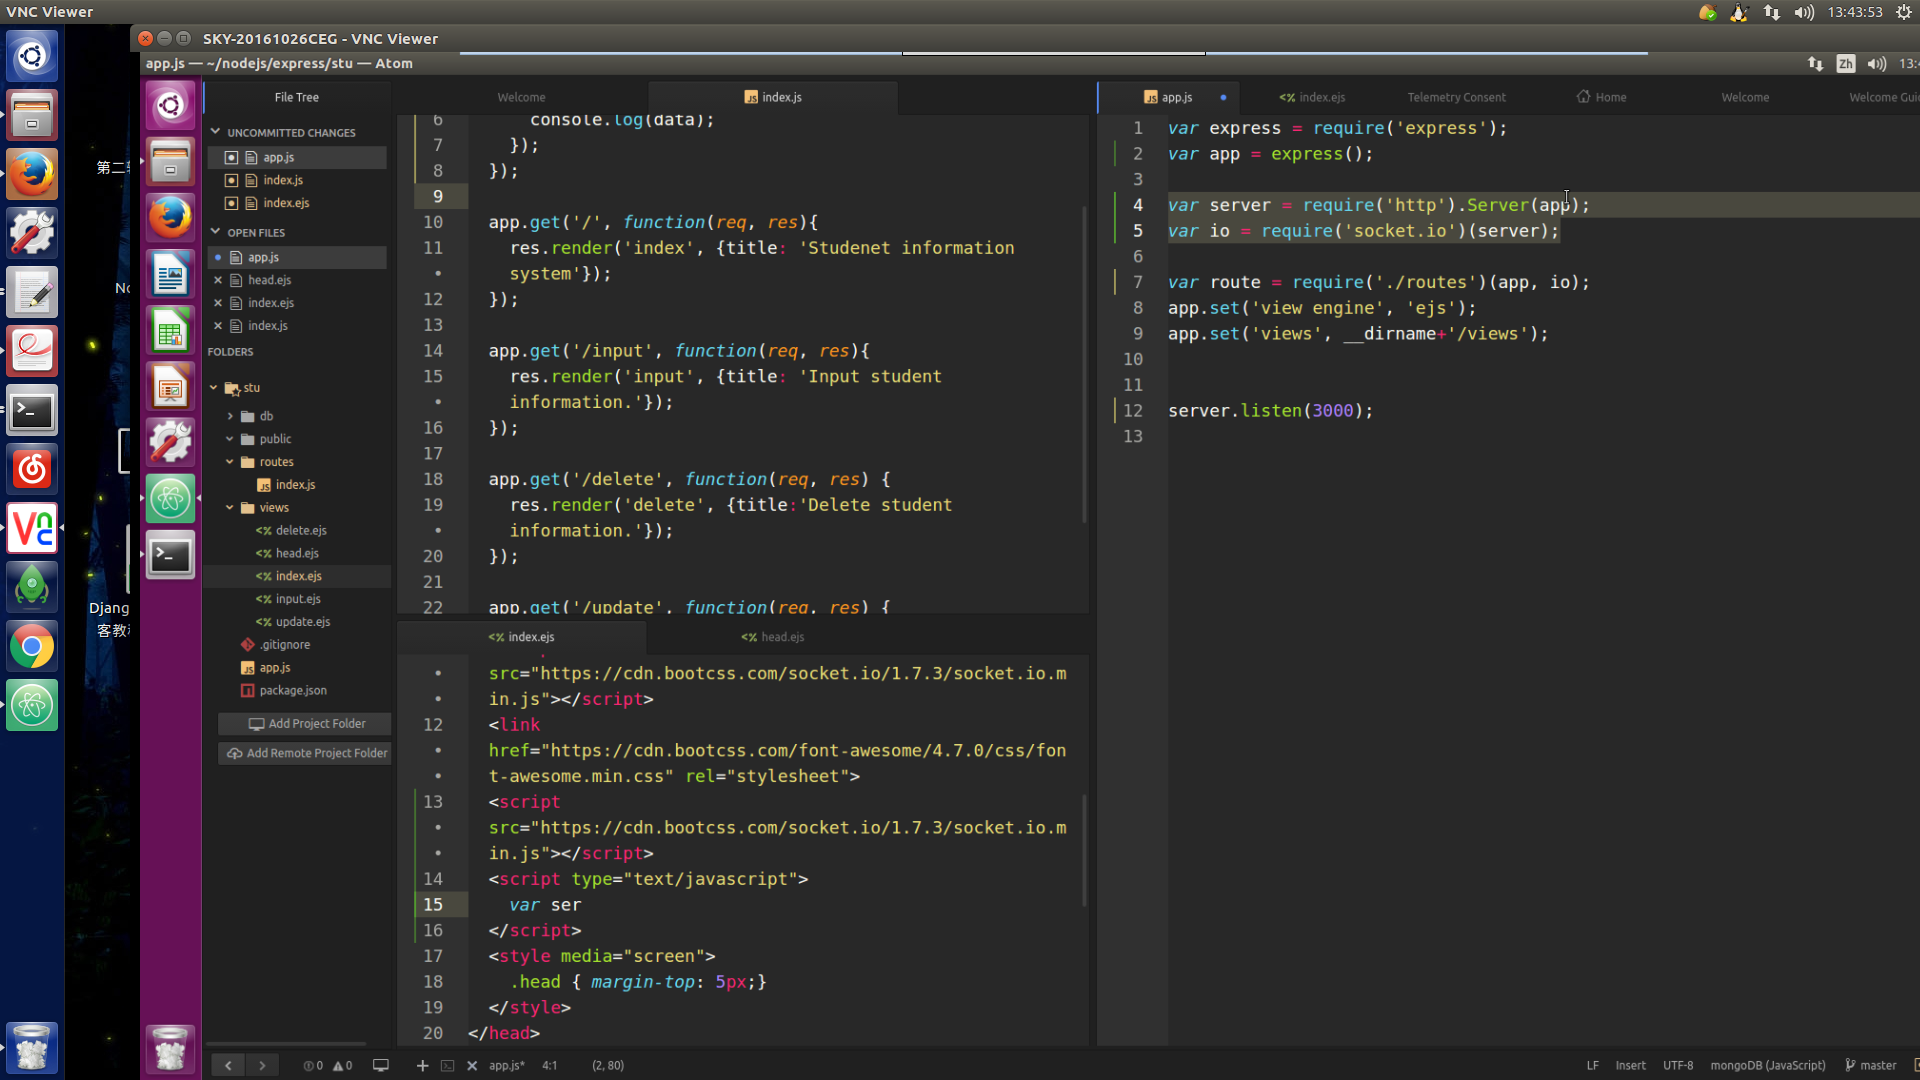 VNC Viewer
13:43:53
SKY-20161026CEG - VNC Viewer
app.js — ~/nodejs/express/stu — Atom
Zh
13:4
File Tree
UNCOMMITTED CHANGES
app.js
index.js
index.ejs
OPEN FILES
app.js
head.ejs
index.ejs
index.js
FOLDERS
stu
db
public
routes
index.js
views
delete.ejs
head.ejs
index.ejs
input.ejs
update.ejs
.gitignore
app.js
package.json
Add Project Folder
Add Remote Project Folder
Welcome
index.js
6 console.log(data);
7 });
8 });
9
10 app.get('/', function(req, res){
11 res.render('index', {title: 'Studenet information
• system'});
12 });
13
14 app.get('/input', function(req, res){
15 res.render('input', {title: 'Input student
• information.'});
16 });
17
18 app.get('/delete', function(req, res) {
19 res.render('delete', {title:'Delete student
• information.'});
20 });
21
22 app.get('/update', function(req, res) {
index.ejs
head.ejs
• src="https://cdn.bootcss.com/socket.io/1.7.3/socket.io.m
• in.js"></script>
12 <link
• href="https://cdn.bootcss.com/font-awesome/4.7.0/css/fon
• t-awesome.min.css" rel="stylesheet">
13 <script
• src="https://cdn.bootcss.com/socket.io/1.7.3/socket.io.m
• in.js"></script>
14 <script type="text/javascript">
15 var ser
16 </script>
17 <style media="screen">
18 .head { margin-top: 5px;}
19 </style>
20 </head>
app.js
index.ejs
Telemetry Consent
Home
Welcome
Welcome Gui
1 var express = require('express');
2 var app = express();
3
4 var server = require('http').Server(app);
5 var io = require('socket.io')(server);
6
7 var route = require('./routes')(app, io);
8 app.set('view engine', 'ejs');
9 app.set('views', __dirname+'/views');
10
11
12 server.listen(3000);
13
0 0
app.js* 4:1 (2, 80)
LF Insert UTF-8 mongoDB (JavaScript) master
第二
No
Djang
客教